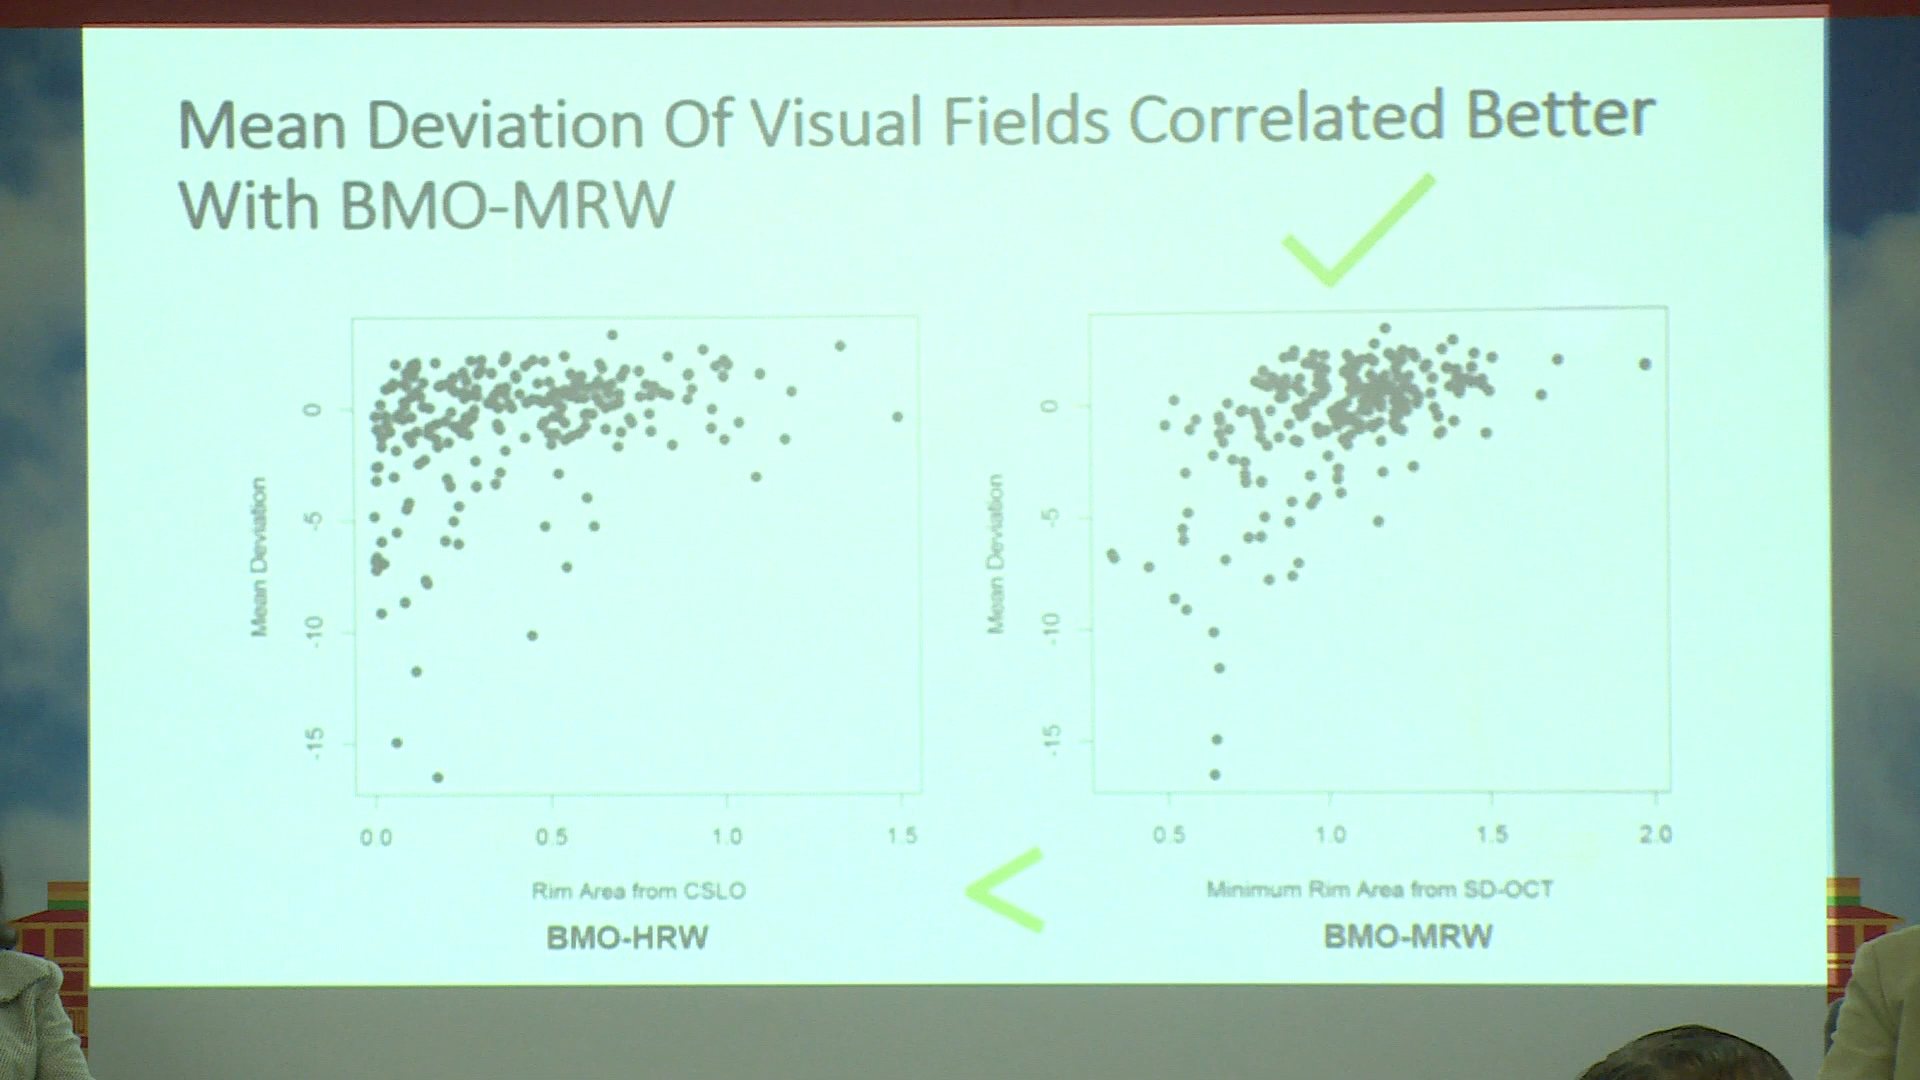 Mean Deviation Of Visual Fields Correlated Better
With BMO-MRW
Mean Deviation
0
-5
-10
-15
0.0 0.5 1.0 1.5
Rim Area from CSLO
BMO-HRW
<
Mean Deviation
0
-5
-10
-15
0.5 1.0 1.5 2.0
Minimum Rim Area from SD-OCT
BMO-MRW